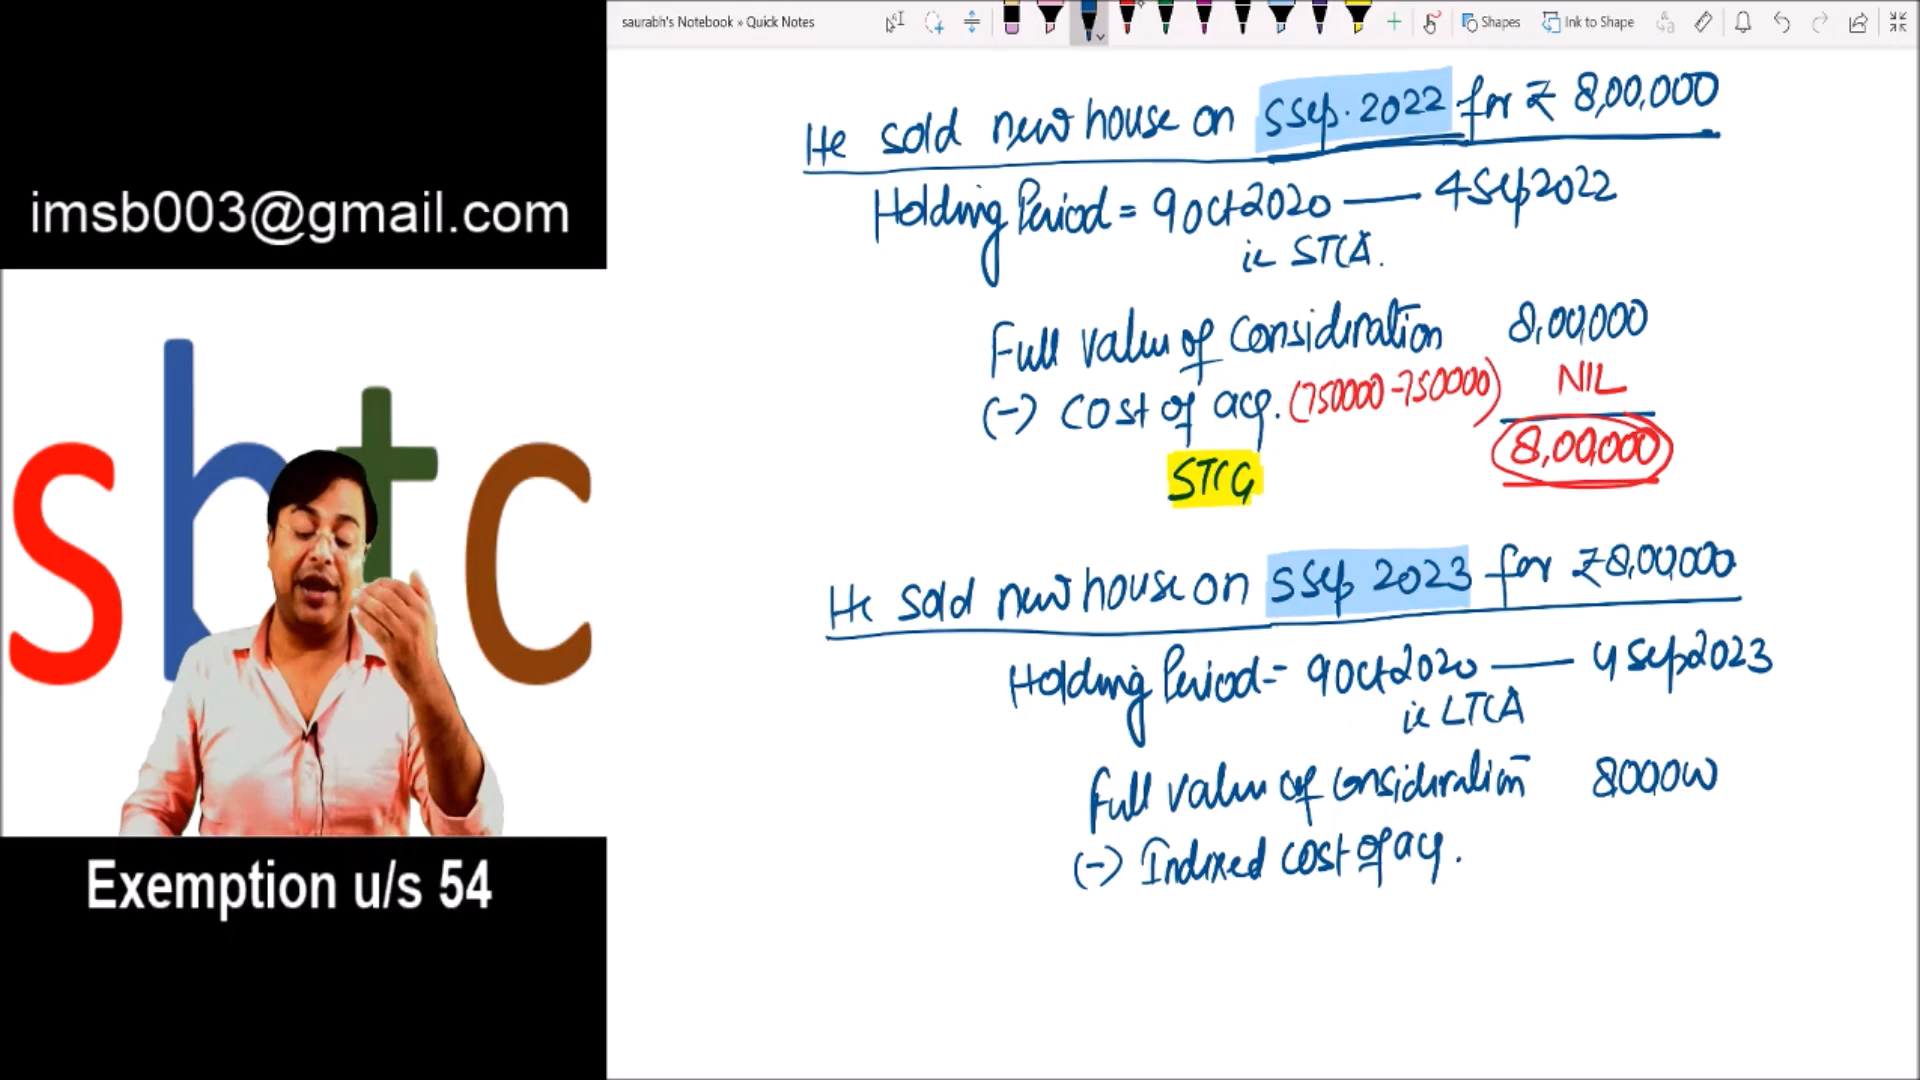 saurabh's Notebook » Quick Notes
Shapes
Ink to Shape
imsb003@gmail.com
sbtc
Exemption u/s 54
He sold new house on 5 Sep. 2022 for ₹ 8,00,000
Holding Period = 9 Oct 2020 — 4 Sep 2022
ie STCA.
Full value of consideration 8,00,000
(-) Cost of acq. (750000-750000) NIL
8,00,000
STCG
He sold new house on 5 Sep 2023 for ₹ 8,00,000
Holding Period = 9 Oct 2020 — 4 Sep 2023
ie LTCA
Full value of consideration 800000
(-) Indexed cost of acq.